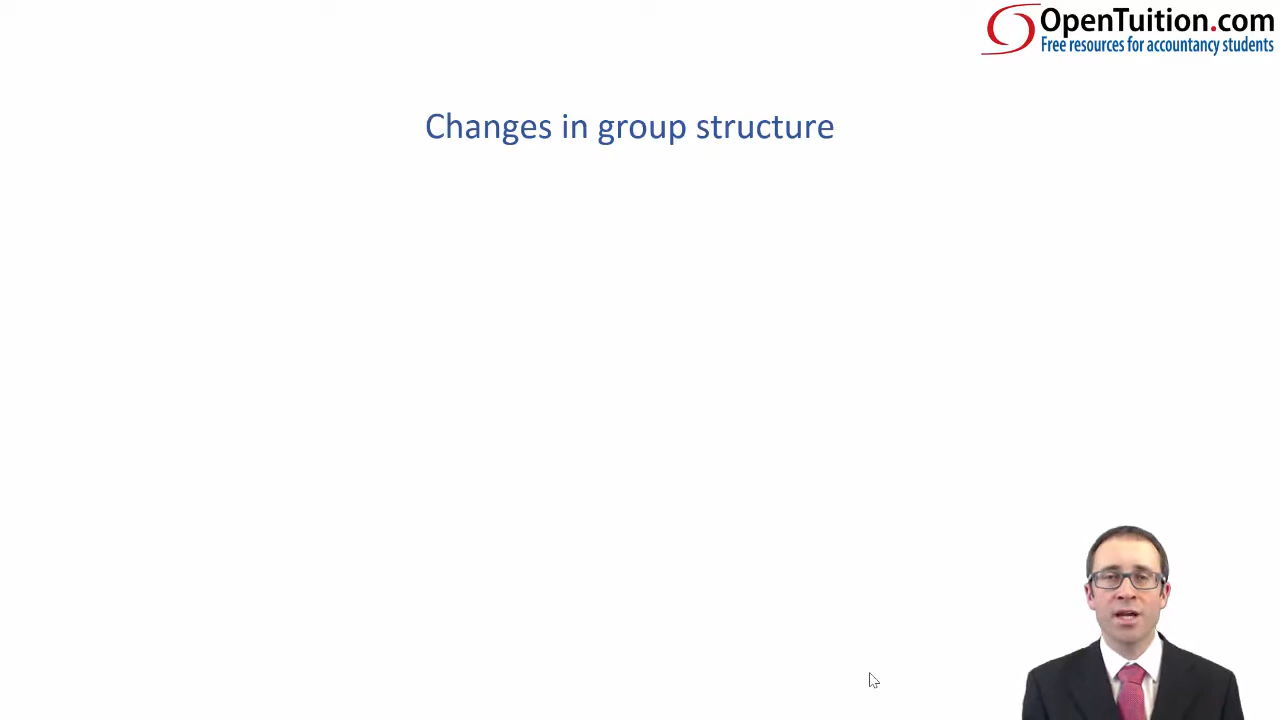 OpenTuition.com
Free resources for accountancy students
Changes in group structure